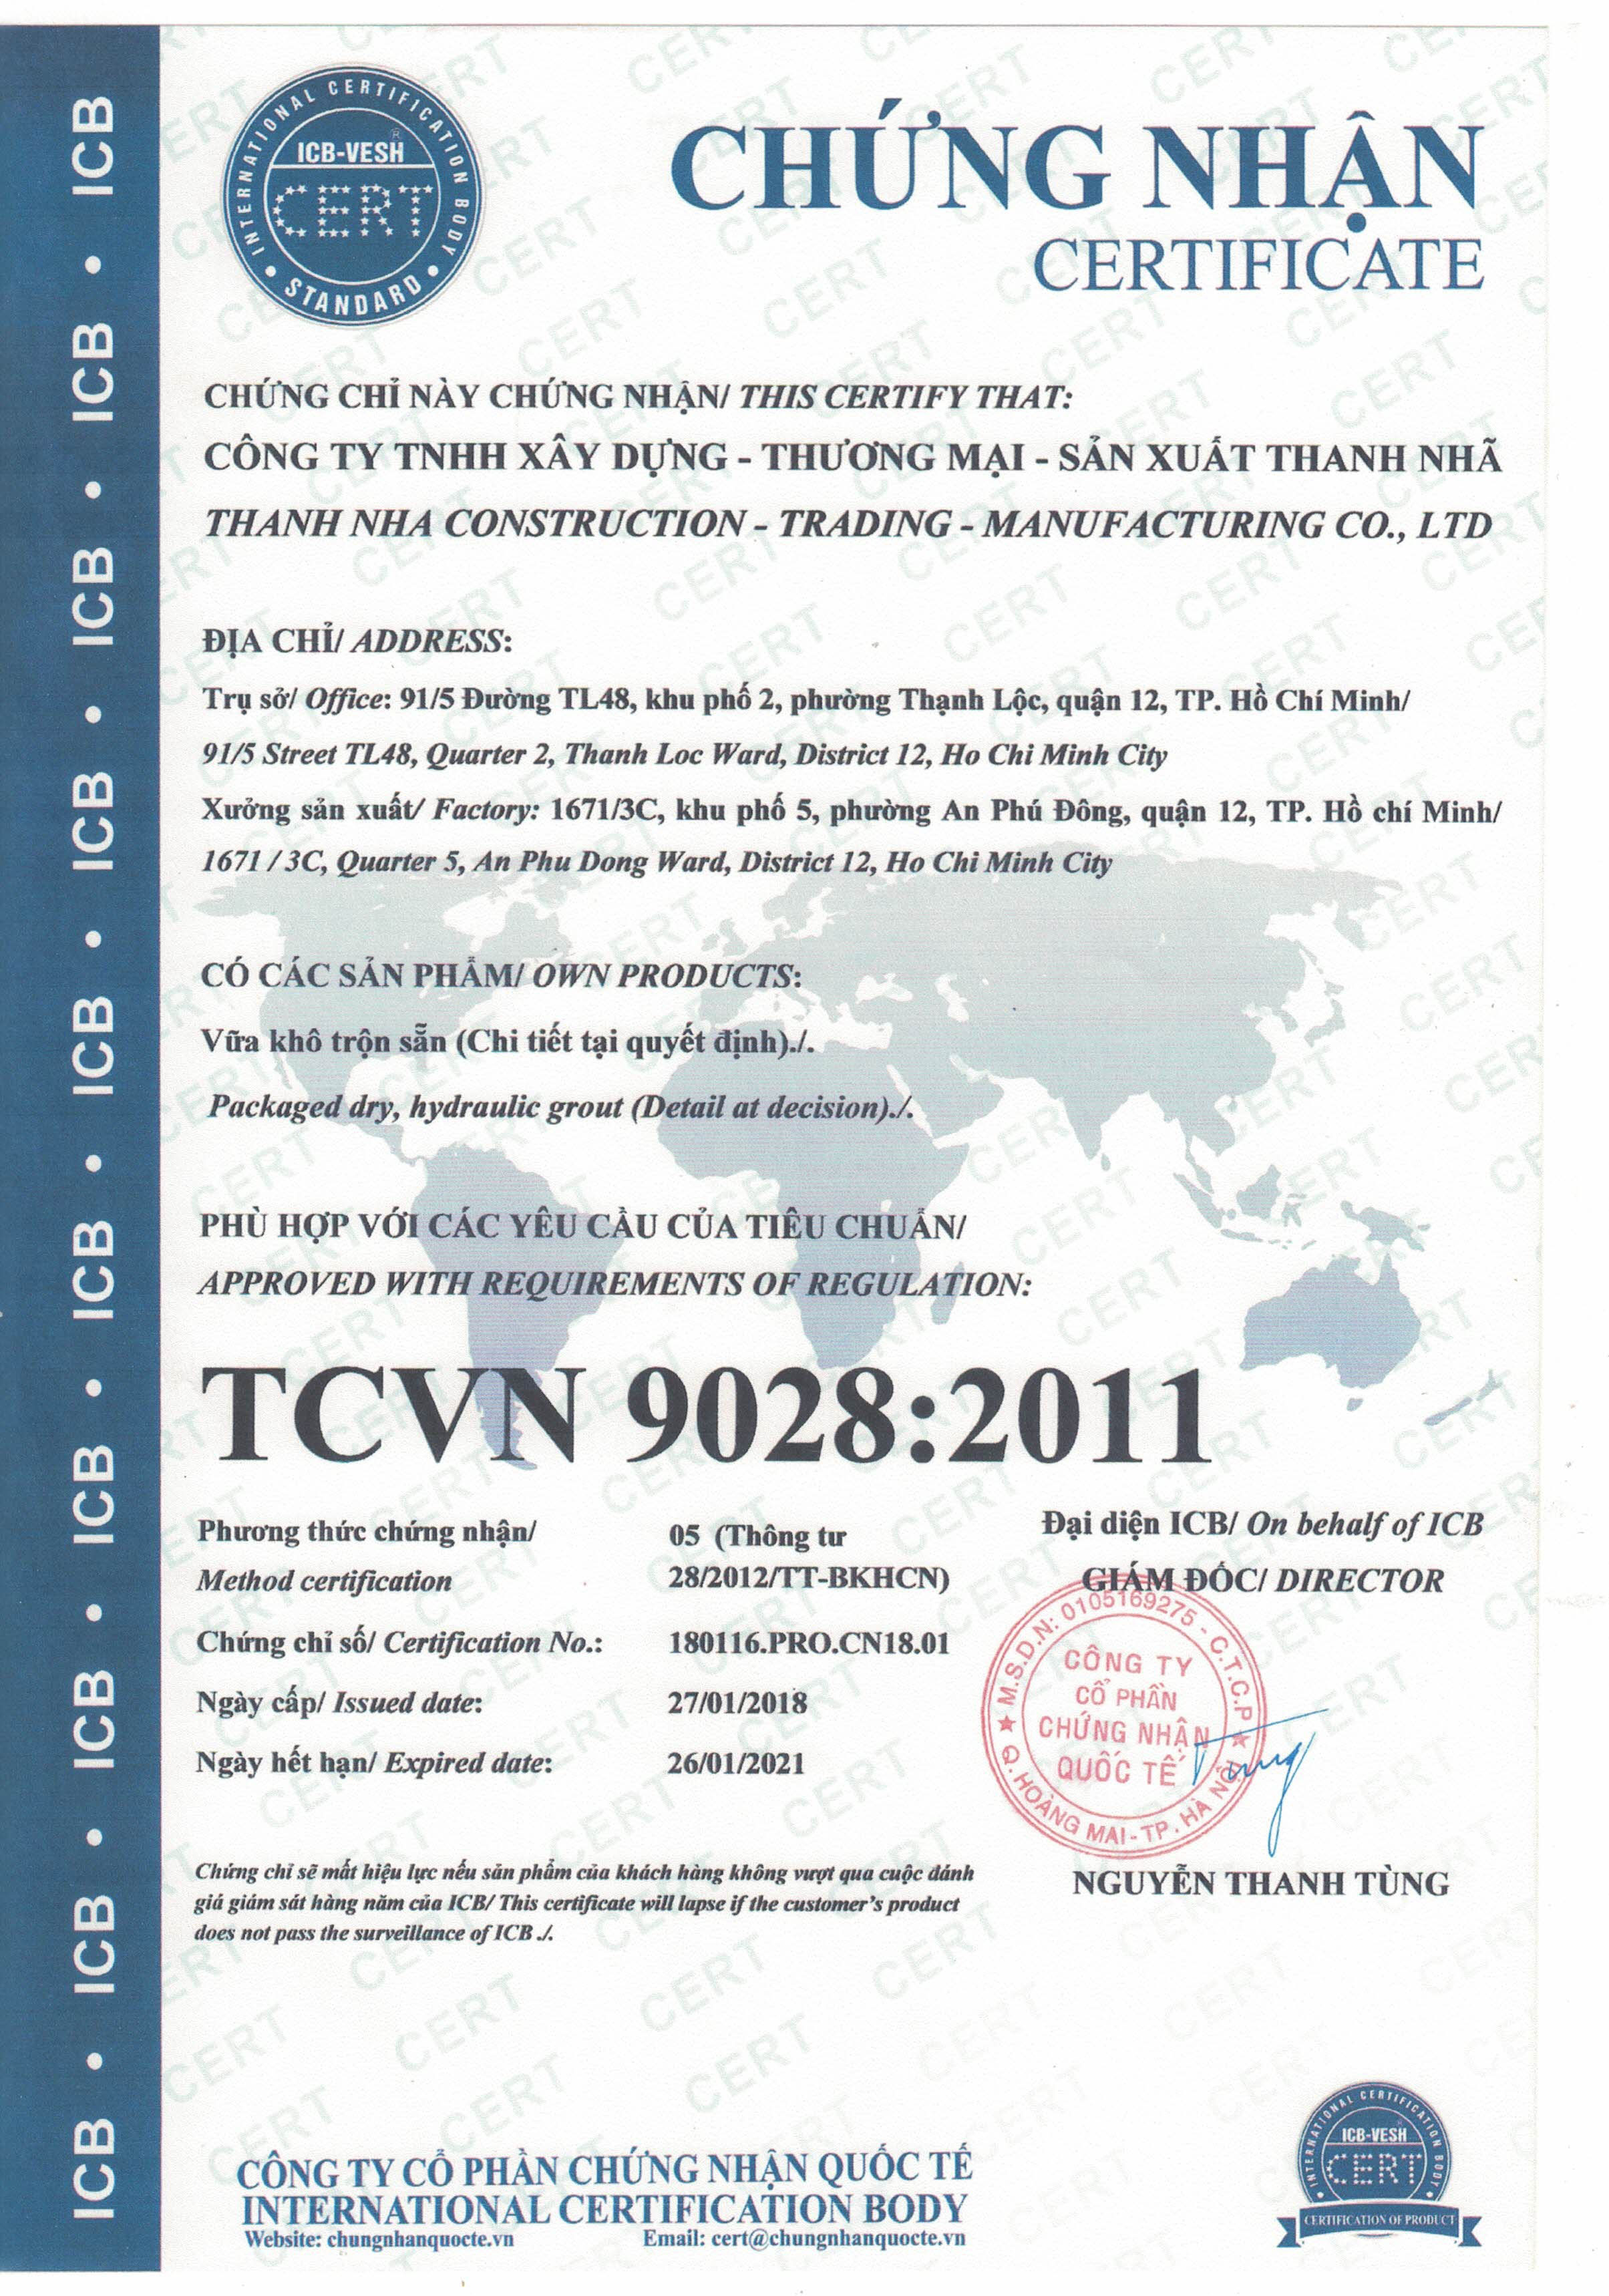 ICB • ICB • ICB • ICB • ICB • ICB • ICB • ICB • ICB • ICB
INTERNATIONAL CERTIFICATION BODY
ICB-VESH®
CERT
• STANDARD •
CHỨNG NHẬN
CERTIFICATE
CHỨNG CHỈ NÀY CHỨNG NHẬN/ THIS CERTIFY THAT:
CÔNG TY TNHH XÂY DỰNG - THƯƠNG MẠI - SẢN XUẤT THANH NHÃ
THANH NHA CONSTRUCTION - TRADING - MANUFACTURING CO., LTD
ĐỊA CHỈ/ ADDRESS:
Trụ sở/ Office: 91/5 Đường TL48, khu phố 2, phường Thạnh Lộc, quận 12, TP. Hồ Chí Minh/
91/5 Street TL48, Quarter 2, Thanh Loc Ward, District 12, Ho Chi Minh City
Xưởng sản xuất/ Factory: 1671/3C, khu phố 5, phường An Phú Đông, quận 12, TP. Hồ chí Minh/
1671 / 3C, Quarter 5, An Phu Dong Ward, District 12, Ho Chi Minh City
CÓ CÁC SẢN PHẨM/ OWN PRODUCTS:
Vữa khô trộn sẵn (Chi tiết tại quyết định)./.
Packaged dry, hydraulic grout (Detail at decision)./.
PHÙ HỢP VỚI CÁC YÊU CẦU CỦA TIÊU CHUẨN/
APPROVED WITH REQUIREMENTS OF REGULATION:
TCVN 9028:2011
Phương thức chứng nhận/ 05 (Thông tư
Method certification 28/2012/TT-BKHCN)
Chứng chỉ số/ Certification No.: 180116.PRO.CN18.01
Ngày cấp/ Issued date: 27/01/2018
Ngày hết hạn/ Expired date: 26/01/2021
Đại diện ICB/ On behalf of ICB
GIÁM ĐỐC/ DIRECTOR
M.S.D.N: 0105169275 - C.T.C.P
CÔNG TY
CỔ PHẦN
CHỨNG NHẬN
QUỐC TẾ
Q. HOÀNG MAI - TP. HÀ NỘI
Tùng
NGUYỄN THANH TÙNG
Chứng chỉ sẽ mất hiệu lực nếu sản phẩm của khách hàng không vượt qua cuộc đánh
giá giám sát hàng năm của ICB/ This certificate will lapse if the customer's product
does not pass the surveillance of ICB ./.
CÔNG TY CỔ PHẦN CHỨNG NHẬN QUỐC TẾ
INTERNATIONAL CERTIFICATION BODY
Website: chungnhanquocte.vn Email: cert@chungnhanquocte.vn
INTERNATIONAL CERTIFICATION BODY
ICB-VESH
CERT
CERTIFICATION OF PRODUCT